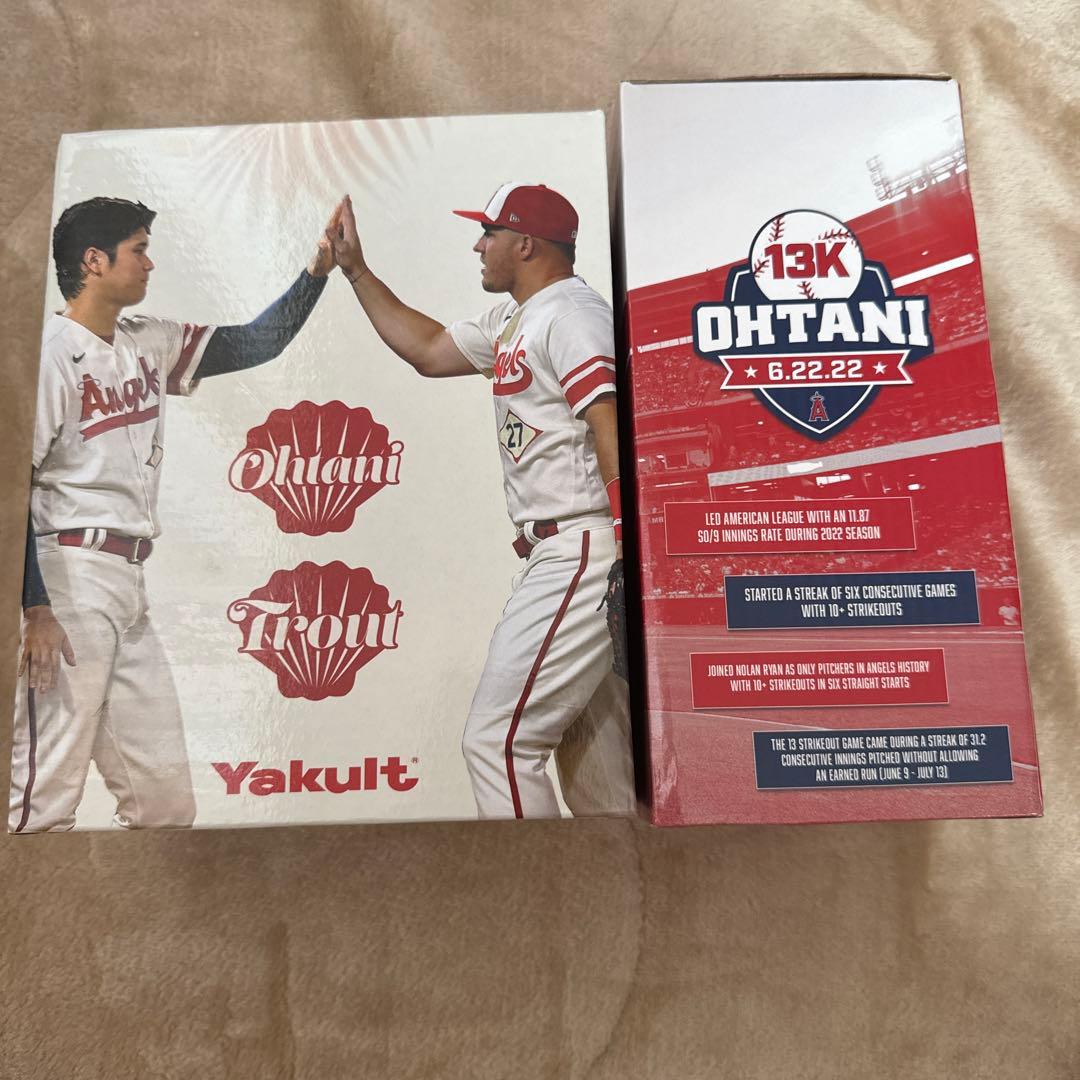 Angels
Angels
27
Ohtani
Trout
Yakult®
13K
OHTANI
★ 6.22.22 ★
A
LED AMERICAN LEAGUE WITH AN 11.87
SO/9 INNINGS RATE DURING 2022 SEASON
STARTED A STREAK OF SIX CONSECUTIVE GAMES
WITH 10+ STRIKEOUTS
JOINED NOLAN RYAN AS ONLY PITCHERS IN ANGELS HISTORY
WITH 10+ STRIKEOUTS IN SIX STRAIGHT STARTS
THE 13 STRIKEOUT GAME CAME DURING A STREAK OF 31.2
CONSECUTIVE INNINGS PITCHED WITHOUT ALLOWING
AN EARNED RUN (JUNE 9 - JULY 13)